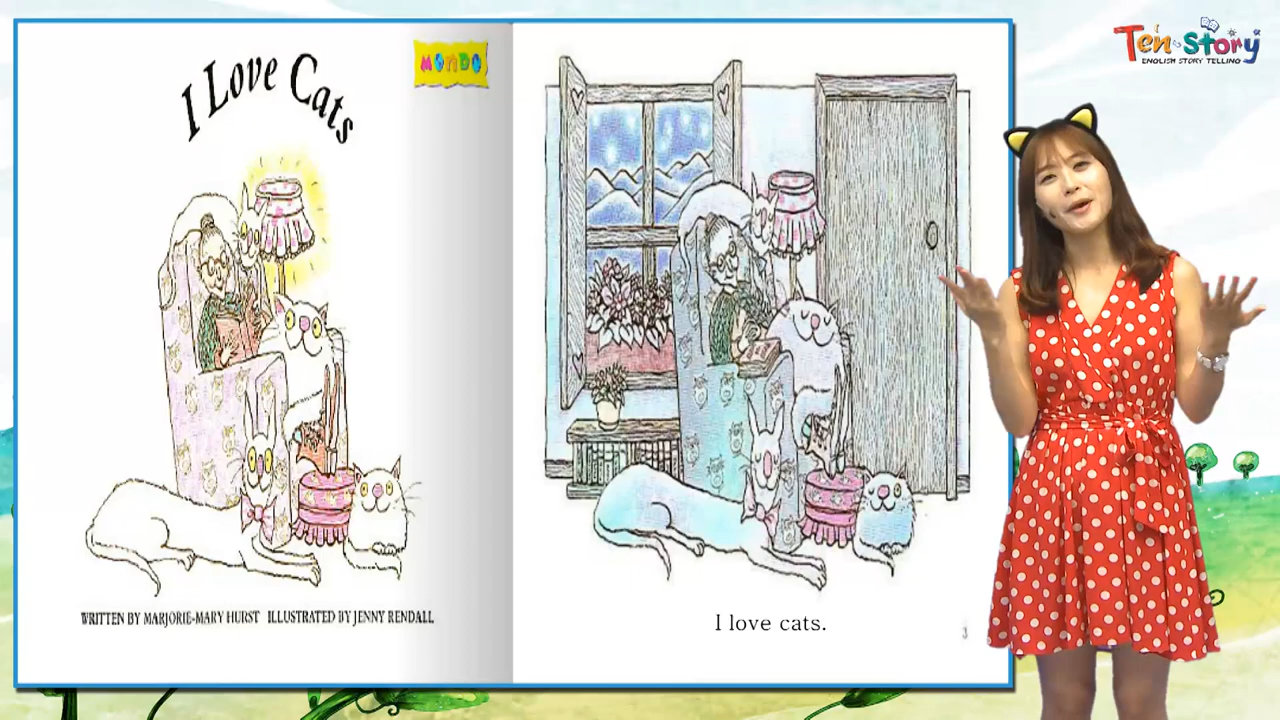 I Love Cats
MONDO
WRITTEN BY MARJORIE-MARY HURST   ILLUSTRATED BY JENNY RENDALL
I love cats.
3
Ten-Story
ENGLISH STORY TELLING